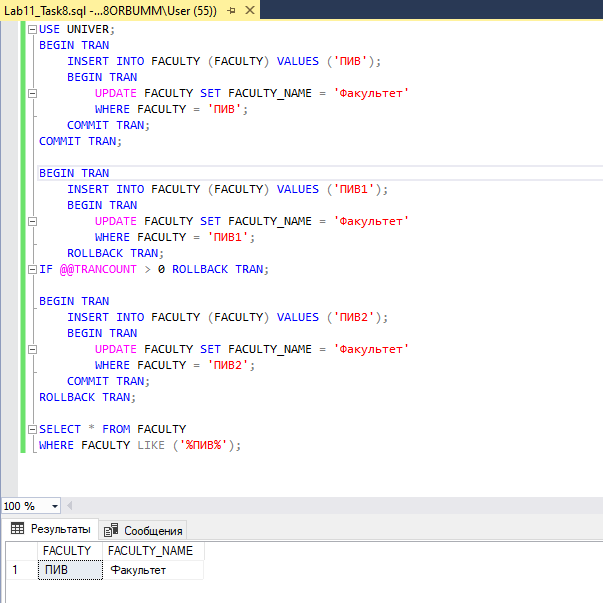 Lab11_Task8.sql -...8ORBUMM\User (55))
USE UNIVER;
BEGIN TRAN
INSERT INTO FACULTY (FACULTY) VALUES ('ПИВ');
BEGIN TRAN
UPDATE FACULTY SET FACULTY_NAME = 'Факультет'
WHERE FACULTY = 'ПИВ';
COMMIT TRAN;
COMMIT TRAN;
BEGIN TRAN
INSERT INTO FACULTY (FACULTY) VALUES ('ПИВ1');
BEGIN TRAN
UPDATE FACULTY SET FACULTY_NAME = 'Факультет'
WHERE FACULTY = 'ПИВ1';
ROLLBACK TRAN;
IF @@TRANCOUNT > 0 ROLLBACK TRAN;
BEGIN TRAN
INSERT INTO FACULTY (FACULTY) VALUES ('ПИВ2');
BEGIN TRAN
UPDATE FACULTY SET FACULTY_NAME = 'Факультет'
WHERE FACULTY = 'ПИВ2';
COMMIT TRAN;
ROLLBACK TRAN;
SELECT * FROM FACULTY
WHERE FACULTY LIKE ('%ПИВ%');
100 %
Результаты Сообщения
FACULTY FACULTY_NAME
1 ПИВ Факультет